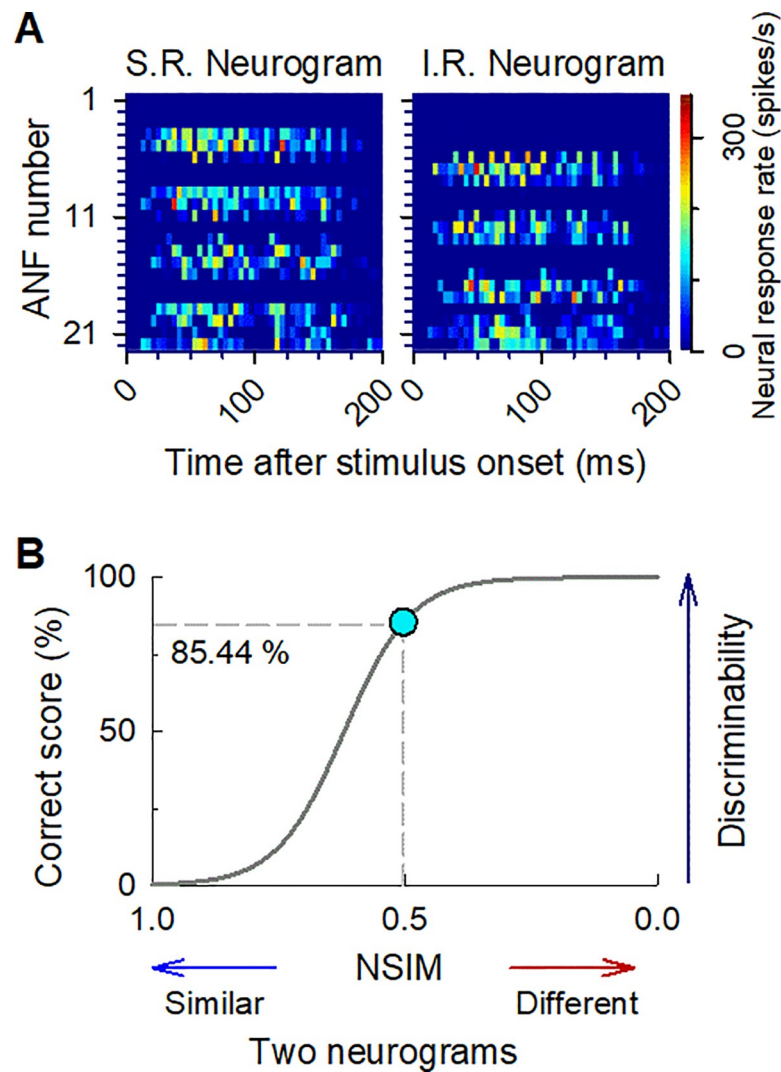 A
S.R. Neurogram
I.R. Neurogram
ANF number
1
11
21
0
100
200
0
100
200
Time after stimulus onset (ms)
300
0
Neural response rate (spikes/s)
B
Correct score (%)
100
50
0
85.44 %
1.0
0.5
0.0
NSIM
Similar
Different
Two neurograms
Discriminability